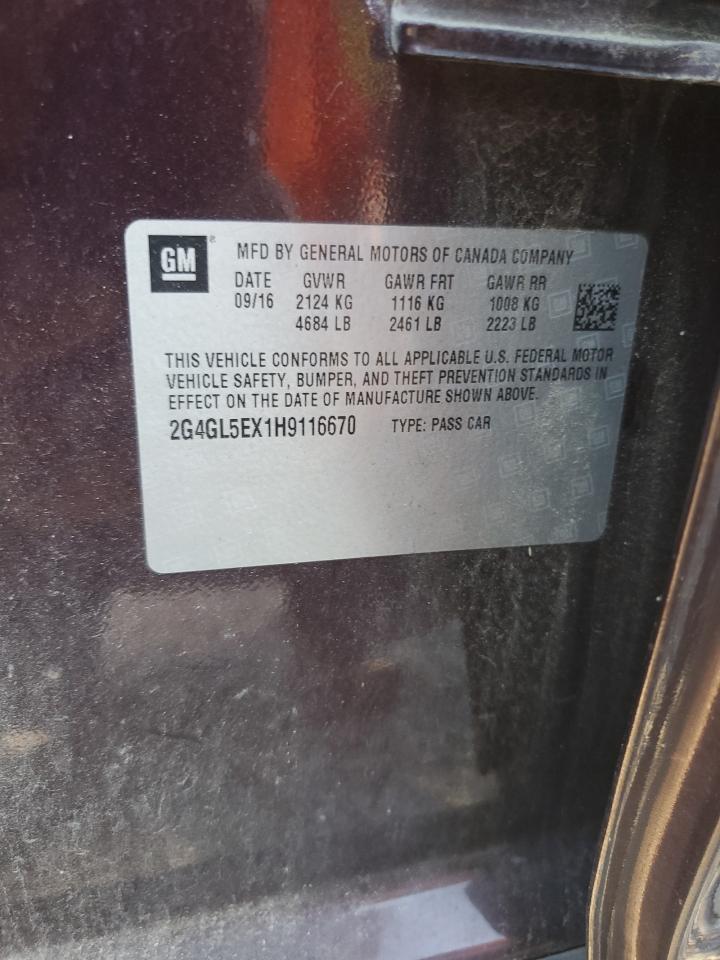 GM® MFD BY GENERAL MOTORS OF CANADA COMPANY
DATE GVWR GAWR FRT GAWR RR
09/16 2124 KG 1116 KG 1008 KG
4684 LB 2461 LB 2223 LB
THIS VEHICLE CONFORMS TO ALL APPLICABLE U.S. FEDERAL MOTOR
VEHICLE SAFETY, BUMPER, AND THEFT PREVENTION STANDARDS IN
EFFECT ON THE DATE OF MANUFACTURE SHOWN ABOVE.
2G4GL5EX1H9116670 TYPE: PASS CAR